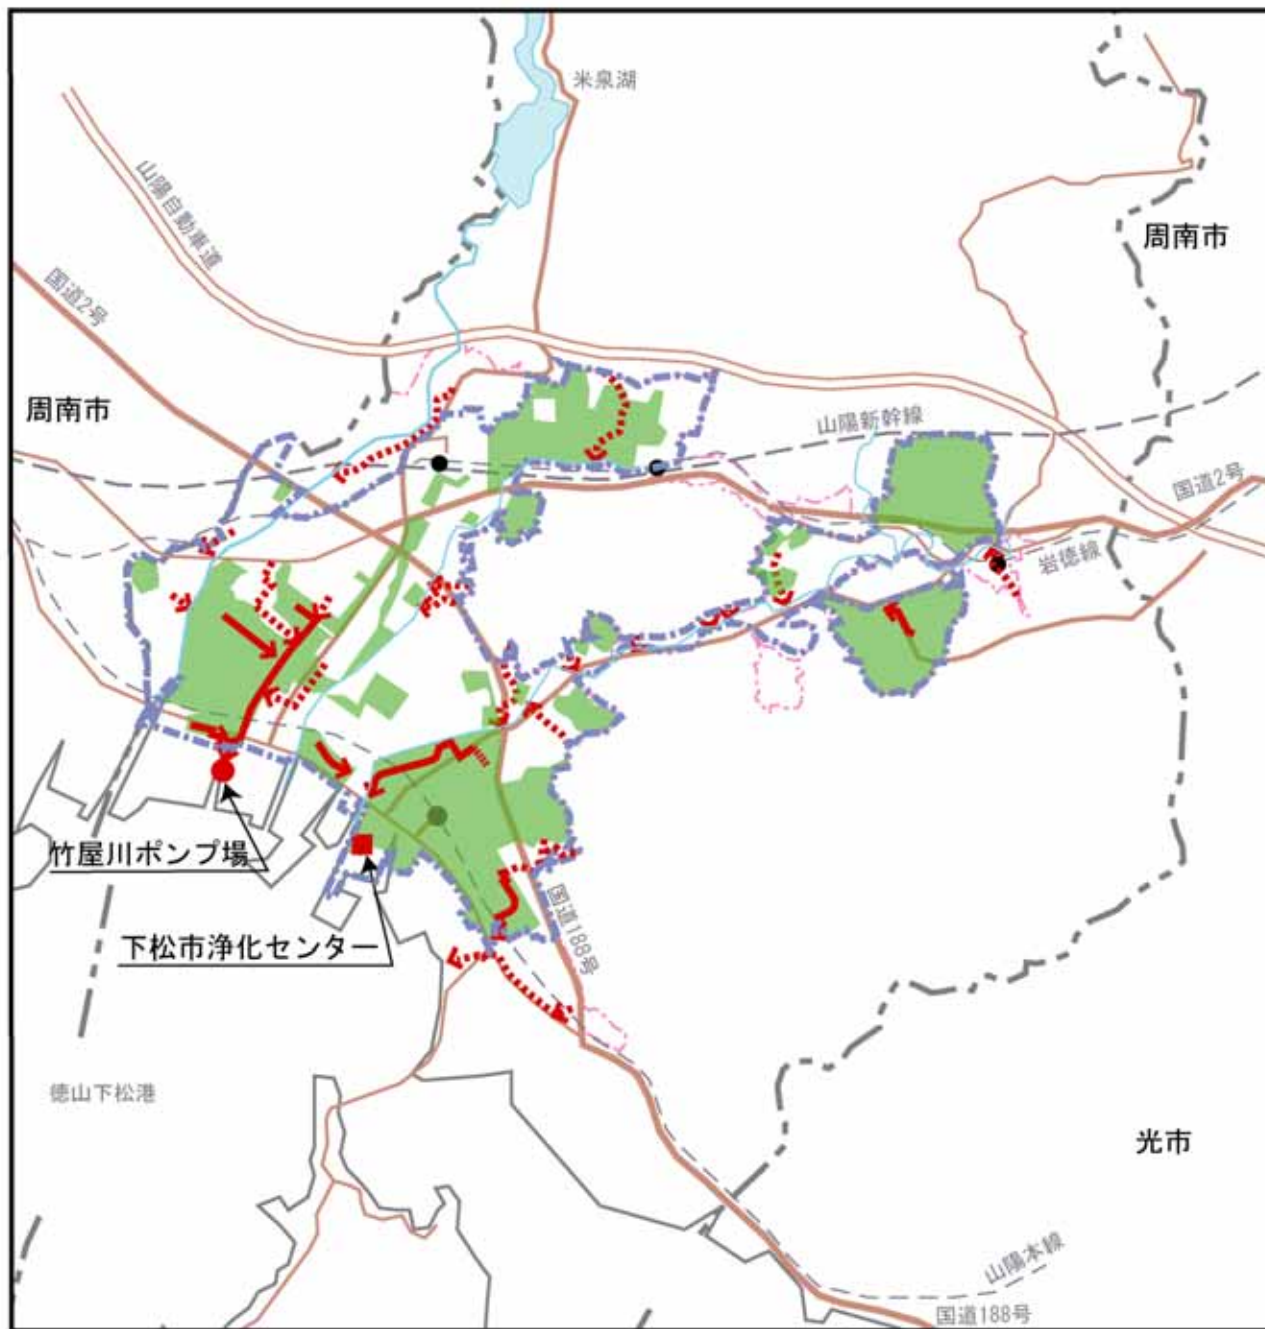 米泉湖
山陽自動車道
周南市
国道2号
周南市
山陽新幹線
国道2号
岩徳線
竹屋川ポンプ場
下松市浄化センター
国道188号
徳山下松港
光市
山陽本線
国道188号